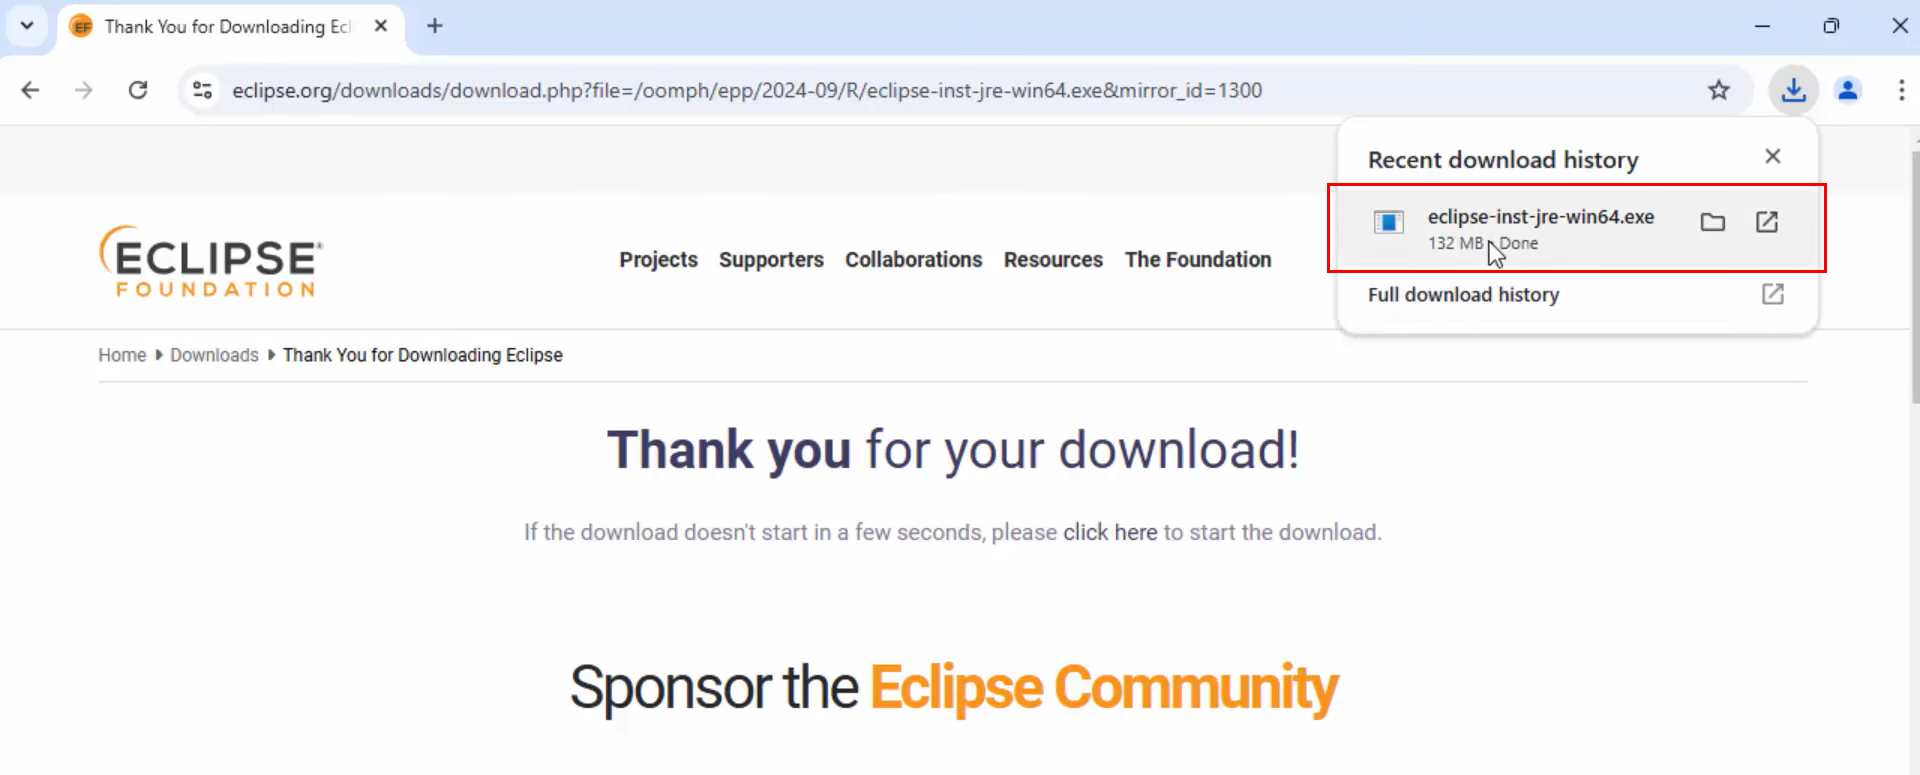 Thank You for Downloading Ecl
eclipse.org/downloads/download.php?file=/oomph/epp/2024-09/R/eclipse-inst-jre-win64.exe&mirror_id=1300
Recent download history
eclipse-inst-jre-win64.exe
132 MB • Done
Full download history
ECLIPSE®
FOUNDATION
Projects Supporters Collaborations Resources The Foundation
Home Downloads Thank You for Downloading Eclipse
Thank you for your download!
If the download doesn't start in a few seconds, please click here to start the download.
Sponsor the Eclipse Community